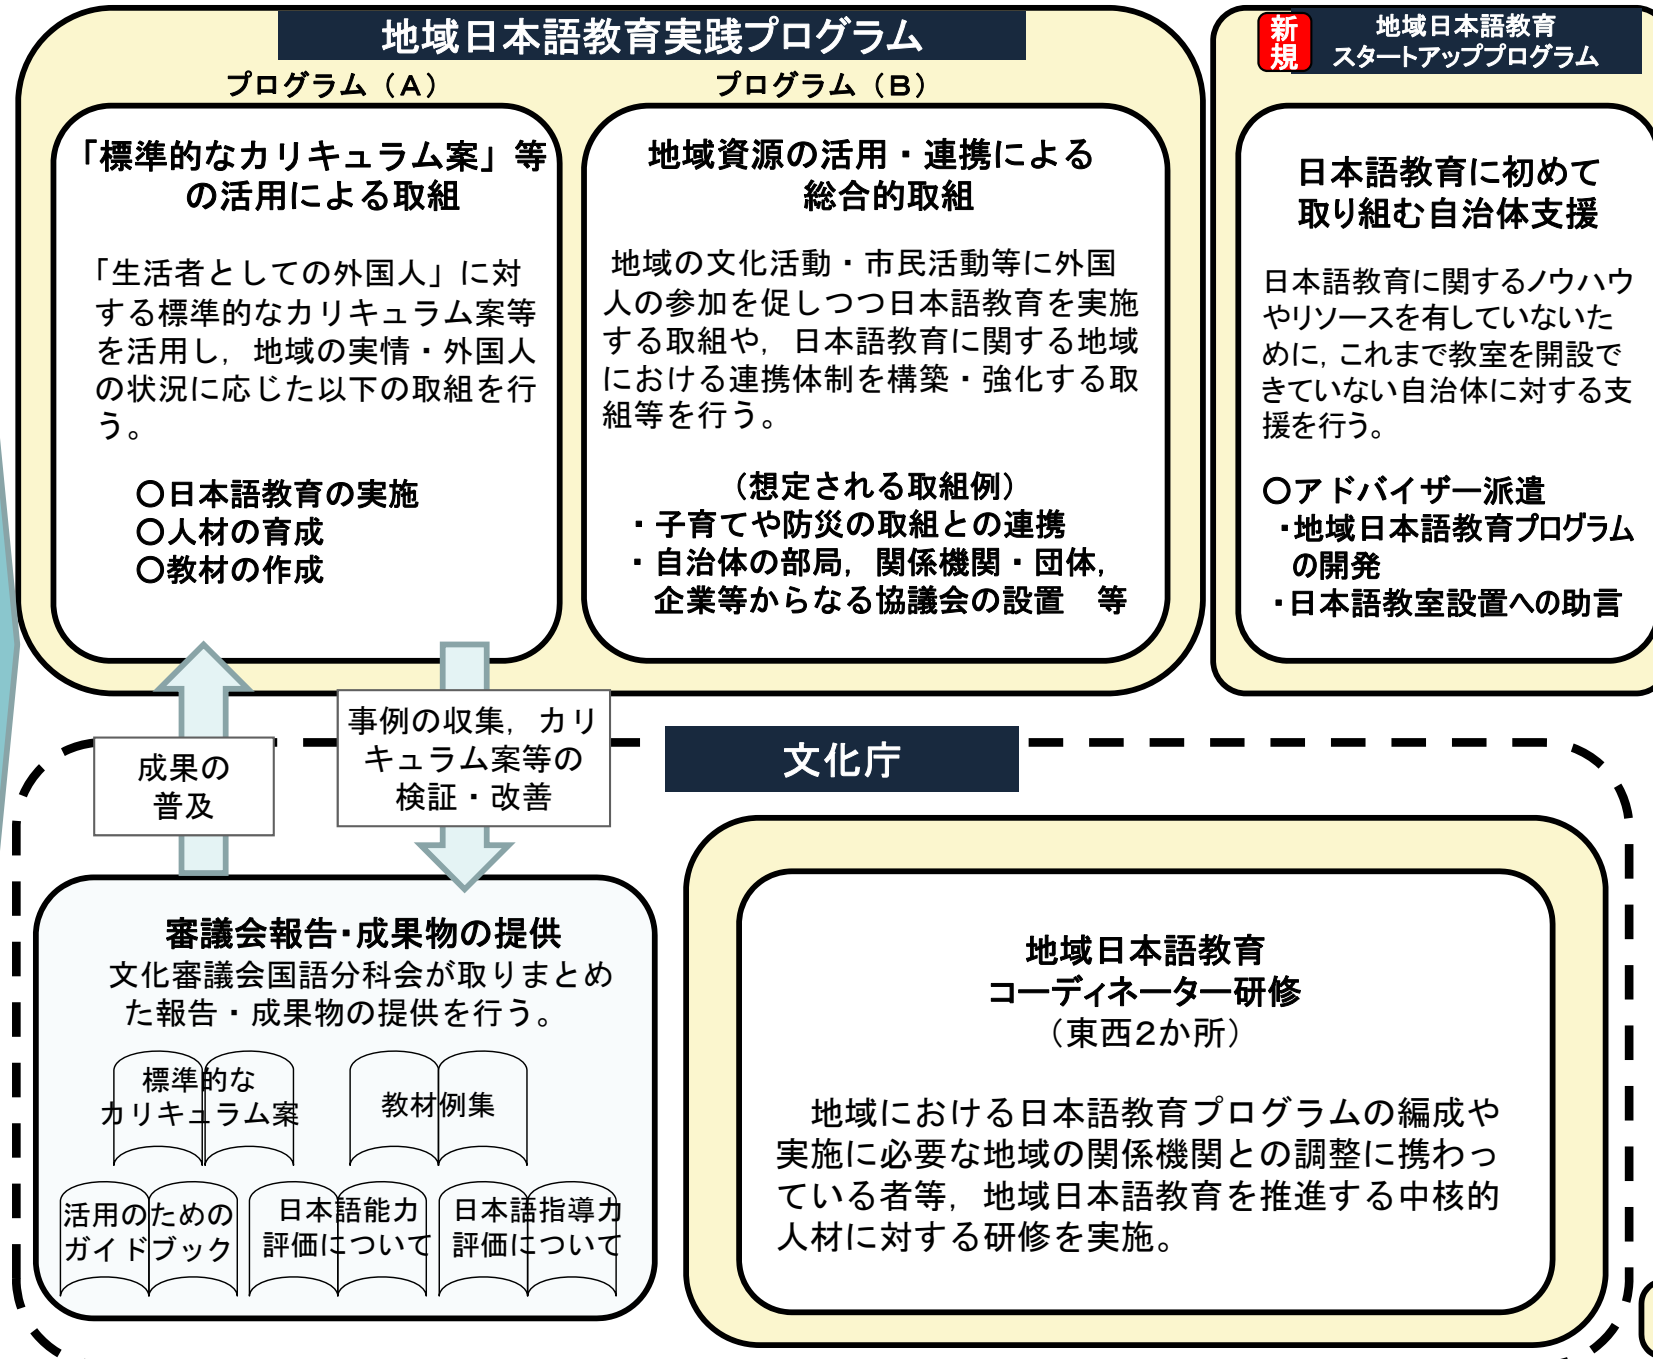 地域日本語教育実践プログラム
プログラム（A）
「標準的なカリキュラム案」等
の活用による取組
「生活者としての外国人」に対
する標準的なカリキュラム案等
を活用し，地域の実情・外国人
の状況に応じた以下の取組を行
う。
○日本語教育の実施
○人材の育成
○教材の作成
プログラム（B）
地域資源の活用・連携による
総合的取組
地域の文化活動・市民活動等に外国
人の参加を促しつつ日本語教育を実施
する取組や，日本語教育に関する地域
における連携体制を構築・強化する取
組等を行う。
（想定される取組例）
・子育てや防災の取組との連携
・自治体の部局，関係機関・団体，
企業等からなる協議会の設置　等
新規
地域日本語教育
スタートアッププログラム
日本語教育に初めて
取り組む自治体支援
日本語教育に関するノウハウ
やリソースを有していないた
めに，これまで教室を開設で
きていない自治体に対する支
援を行う。
○アドバイザー派遣
・地域日本語教育プログラム
の開発
・日本語教室設置への助言
成果の
普及
事例の収集，カリ
キュラム案等の
検証・改善
文化庁
審議会報告・成果物の提供
文化審議会国語分科会が取りまとめ
た報告・成果物の提供を行う。
標準的な
カリキュラム案
教材例集
活用のための
ガイドブック
日本語能力
評価について
日本語指導力
評価について
地域日本語教育
コーディネーター研修
（東西2か所）
地域における日本語教育プログラムの編成や
実施に必要な地域の関係機関との調整に携わっ
ている者等，地域日本語教育を推進する中核的
人材に対する研修を実施。